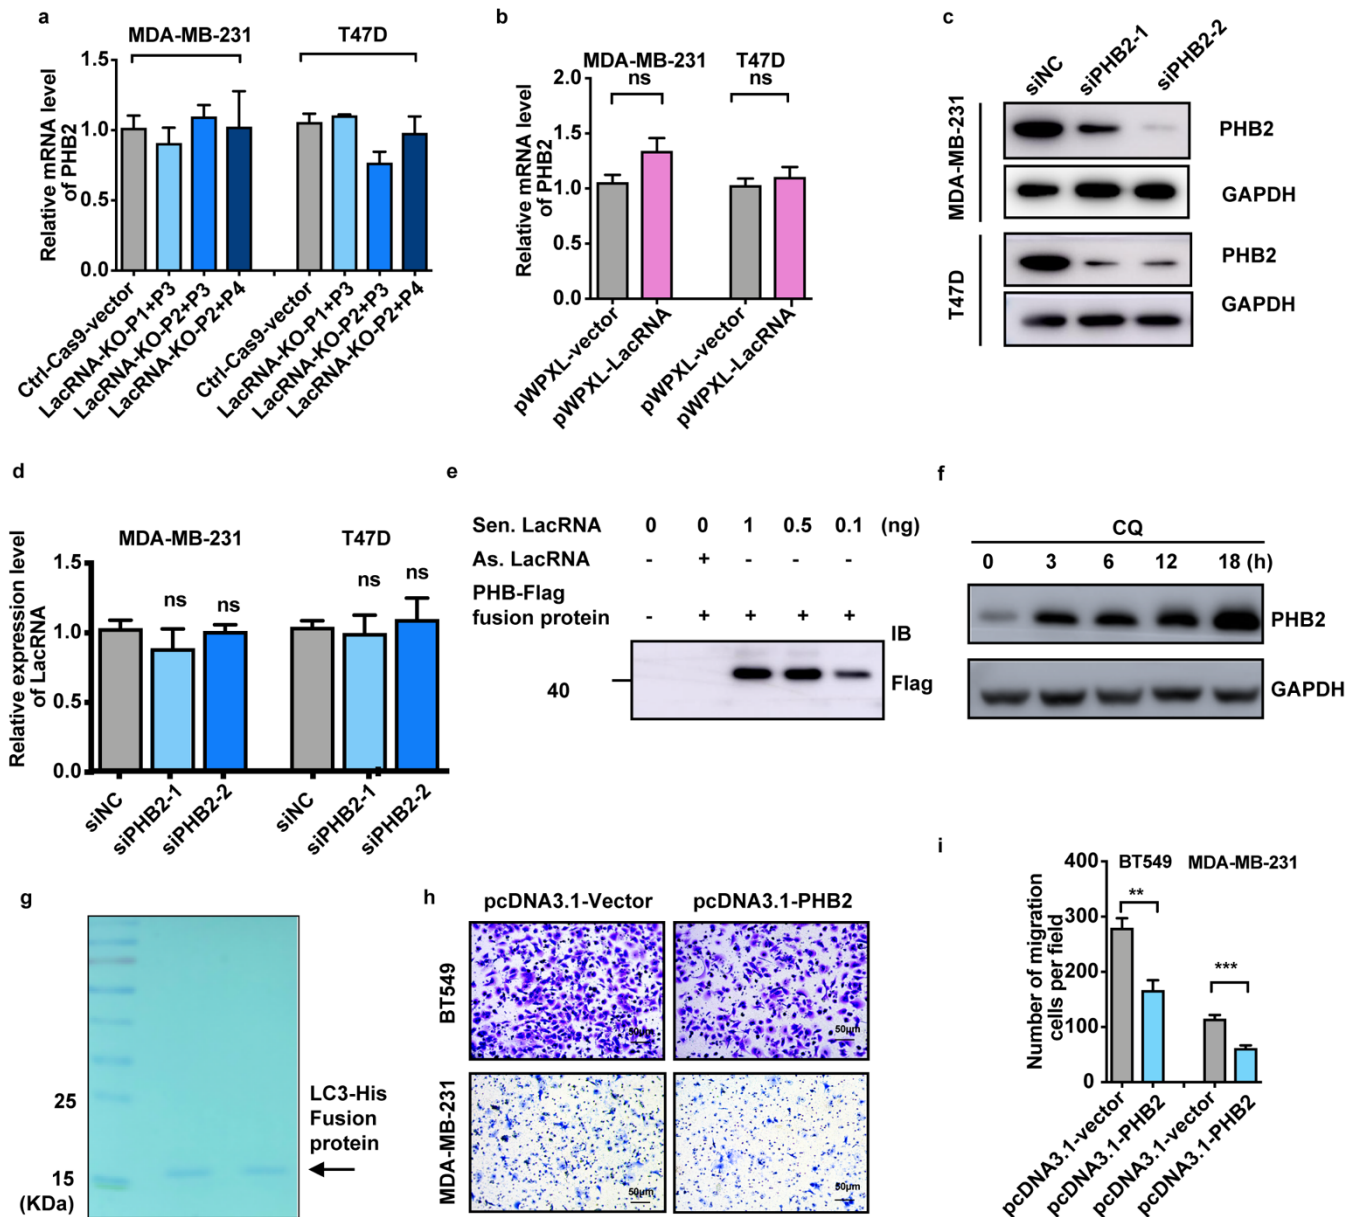 a
MDA-MB-231 T47D
Relative mRNA level
of PHB2
1.5
1.0
0.5
0.0
Ctrl-Cas9-vector
LacRNA-KO-P1+P3
LacRNA-KO-P2+P3
LacRNA-KO-P2+P4
Ctrl-Cas9-vector
LacRNA-KO-P1+P3
LacRNA-KO-P2+P3
LacRNA-KO-P2+P4
b
MDA-MB-231 T47D
ns ns
Relative mRNA level
of PHB2
2.0
1.5
1.0
0.5
0.0
pWPXL-vector
pWPXL-LacRNA
pWPXL-vector
pWPXL-LacRNA
c
siNC
siPHB2-1
siPHB2-2
MDA-MB-231
PHB2
GAPDH
T47D
PHB2
GAPDH
d
MDA-MB-231 T47D
Relative expression level
of LacRNA
1.5
1.0
0.5
0.0
ns ns ns ns
siNC
siPHB2-1
siPHB2-2
siNC
siPHB2-1
siPHB2-2
e
Sen. LacRNA 0 0 1 0.5 0.1 (ng)
As. LacRNA - + - - -
PHB-Flag
fusion protein - + + + +
IB
40
Flag
f
CQ
0 3 6 12 18 (h)
PHB2
GAPDH
g
25
15
(KDa)
LC3-His
Fusion
protein
h
pcDNA3.1-Vector pcDNA3.1-PHB2
BT549
50μm 50μm
MDA-MB-231
50μm 50μm
i
BT549 MDA-MB-231
Number of migration
cells per field
400
300
200
100
0
**
***
pcDNA3.1-vector
pcDNA3.1-PHB2
pcDNA3.1-vector
pcDNA3.1-PHB2